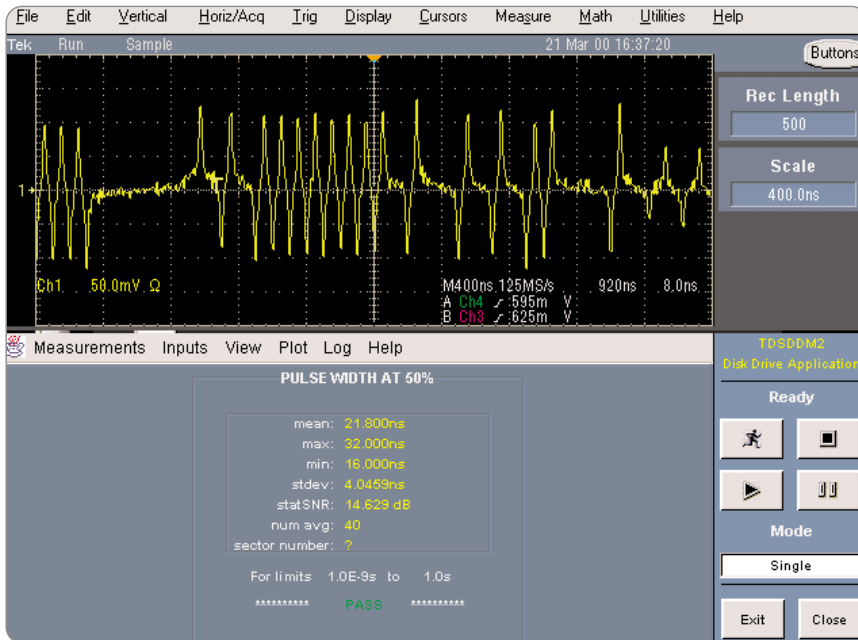 File Edit Vertical Horiz/Acq Trig Display Cursors Measure Math Utilities Help
Tek Run Sample 21 Mar 00 16:37:20
Buttons
Rec Length
500
Scale
400.0ns
1
Ch1 50.0mV Ω M400ns 125MS/s 920ns 8.0ns
A Ch4 595m V
B Ch3 625m V
Measurements Inputs View Plot Log Help
TDSDDM2
Disk Drive Application
PULSE WIDTH AT 50%
mean: 21.800ns
max: 32.000ns
min: 16.000ns
stdev: 4.0459ns
statSNR: 14.629 dB
num avg: 40
sector number: ?
For limits 1.0E-9s to 1.0s
********** PASS **********
Ready
Mode
Single
Exit Close